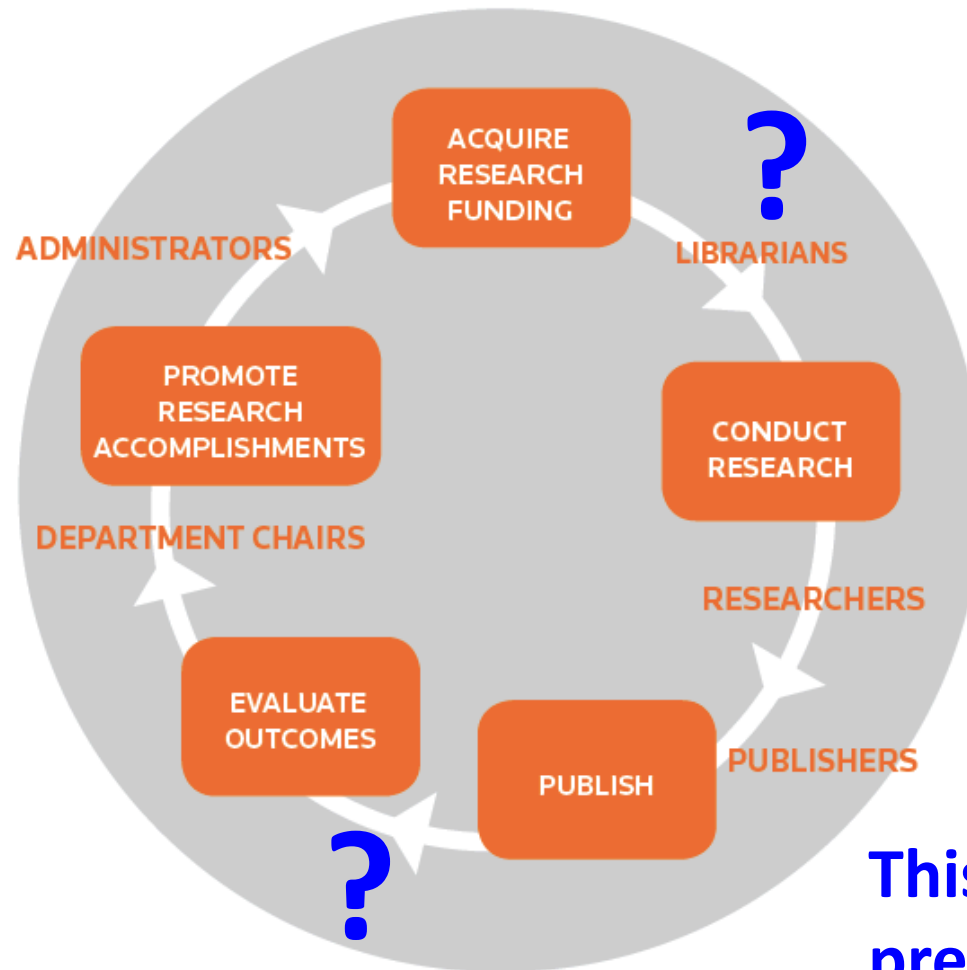 ACQUIRE
RESEARCH
FUNDING
?
ADMINISTRATORS
LIBRARIANS
PROMOTE
RESEARCH
ACCOMPLISHMENTS
CONDUCT
RESEARCH
DEPARTMENT CHAIRS
RESEARCHERS
EVALUATE
OUTCOMES
PUBLISH
PUBLISHERS
?